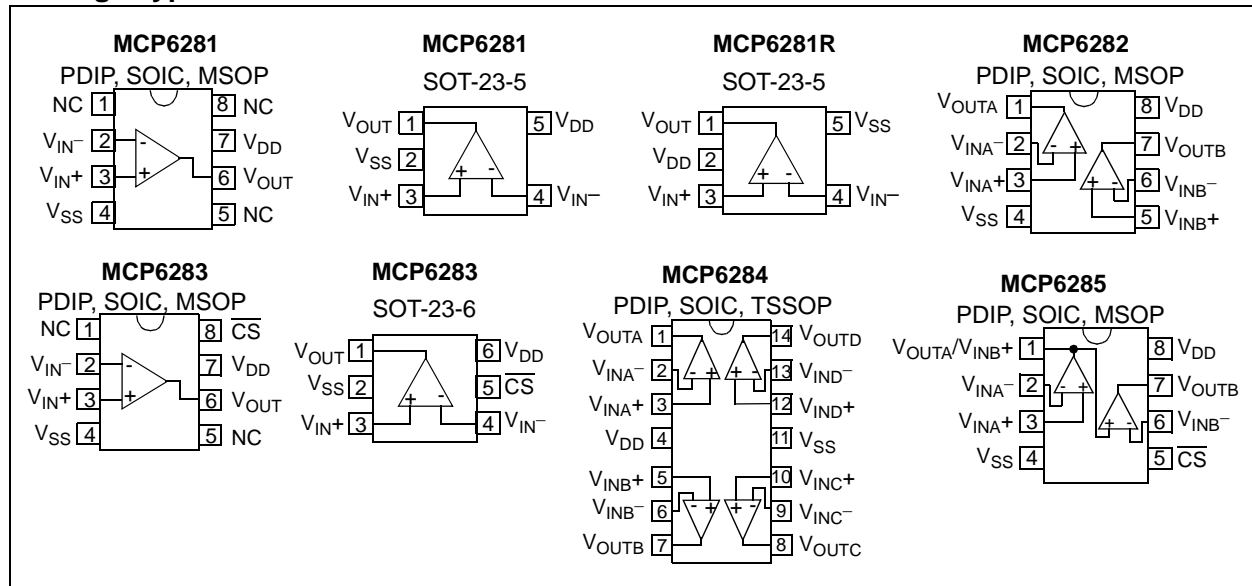 MCP6281
PDIP, SOIC, MSOP
NC 1 8 NC
VIN– 2 7 VDD
VIN+ 3 6 VOUT
VSS 4 5 NC
- +
MCP6281
SOT-23-5
VOUT 1 5 VDD
VSS 2
VIN+ 3 4 VIN–
+ -
MCP6281R
SOT-23-5
VOUT 1 5 VSS
VDD 2
VIN+ 3 4 VIN–
+ -
MCP6282
PDIP, SOIC, MSOP
VOUTA 1 8 VDD
VINA– 2 7 VOUTB
VINA+ 3 6 VINB–
VSS 4 5 VINB+
- + + -
MCP6283
PDIP, SOIC, MSOP
NC 1 8 C̅S̅
VIN– 2 7 VDD
VIN+ 3 6 VOUT
VSS 4 5 NC
- +
MCP6283
SOT-23-6
VOUT 1 6 VDD
VSS 2 5 C̅S̅
VIN+ 3 4 VIN–
+ -
MCP6284
PDIP, SOIC, TSSOP
VOUTA 1 14 VOUTD
VINA– 2 13 VIND–
- + + -
VINA+ 3 12 VIND+
VDD 4 11 VSS
VINB+ 5 10 VINC+
VINB– 6 9 VINC–
- + + -
VOUTB 7 8 VOUTC
MCP6285
PDIP, SOIC, MSOP
VOUTA/VINB+ 1 8 VDD
VINA– 2 7 VOUTB
VINA+ 3 6 VINB–
VSS 4 5 C̅S̅
- + + -